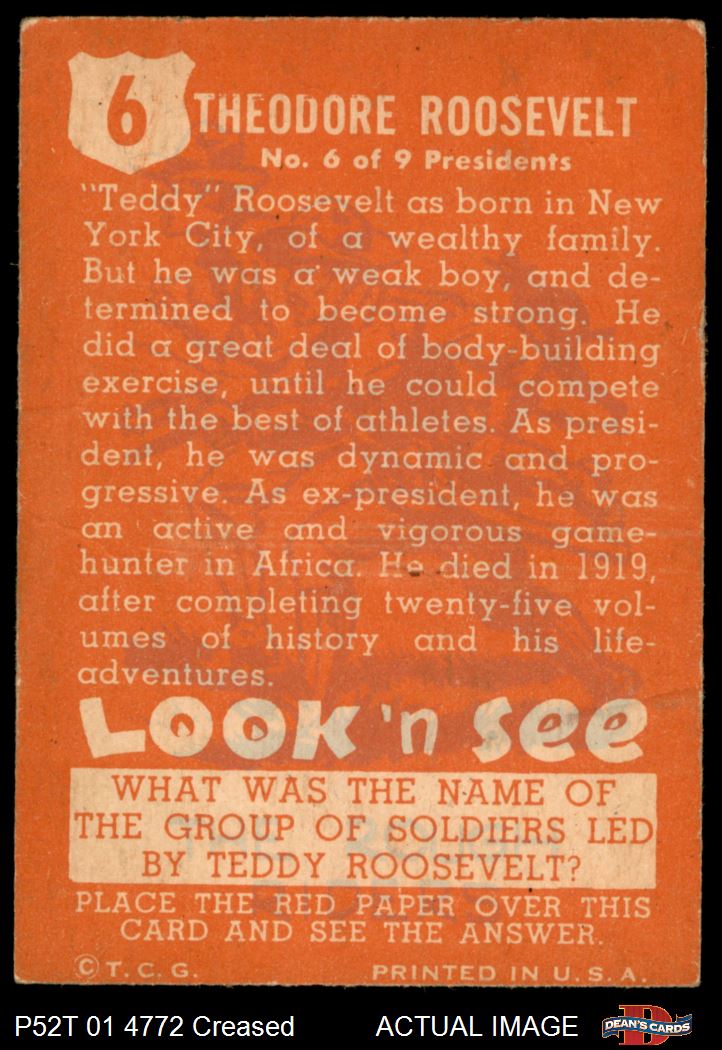 6
THEODORE ROOSEVELT
No. 6 of 9 Presidents
"Teddy" Roosevelt as born in New
York City, of a wealthy family.
But he was a weak boy, and de-
termined to become strong. He
did a great deal of body-building
exercise, until he could compete
with the best of athletes. As presi-
dent, he was dynamic and pro-
gressive. As ex-president, he was
an active and vigorous game-
hunter in Africa. He died in 1919,
after completing twenty-five vol-
umes of history and his life-
adventures.
LOOK 'n See
WHAT WAS THE NAME OF
THE GROUP OF SOLDIERS LED
BY TEDDY ROOSEVELT?
THE ROUGH
RIDERS
PLACE THE RED PAPER OVER THIS
CARD AND SEE THE ANSWER.
© T. C. G. PRINTED IN U. S. A.
P52T 01 4772 Creased ACTUAL IMAGE DEAN'S CARDS